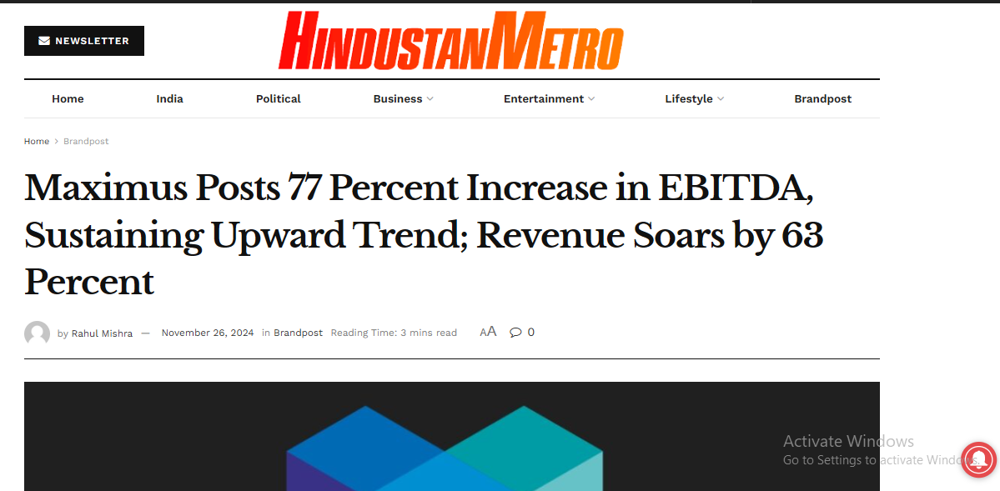 NEWSLETTER
HINDUSTANMETRO
Home India Political Business Entertainment Lifestyle Brandpost
Home > Brandpost
Maximus Posts 77 Percent Increase in EBITDA,
Sustaining Upward Trend; Revenue Soars by 63
Percent
by Rahul Mishra — November 26, 2024 in Brandpost Reading Time: 3 mins read AA 0
Activate Windows
Go to Settings to activate Windows.